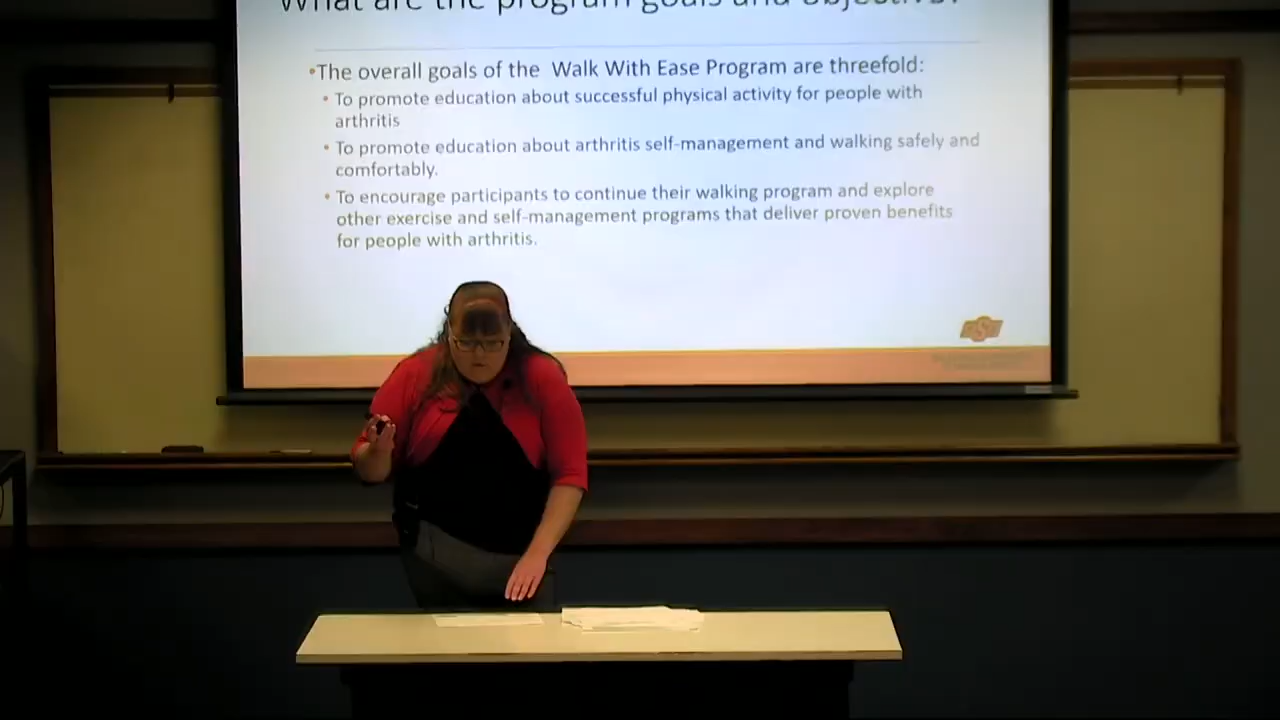 What are the program goals and objective?
•The overall goals of the Walk With Ease Program are threefold:
• To promote education about successful physical activity for people with
arthritis
• To promote education about arthritis self-management and walking safely and
comfortably.
• To encourage participants to continue their walking program and explore
other exercise and self-management programs that deliver proven benefits
for people with arthritis.